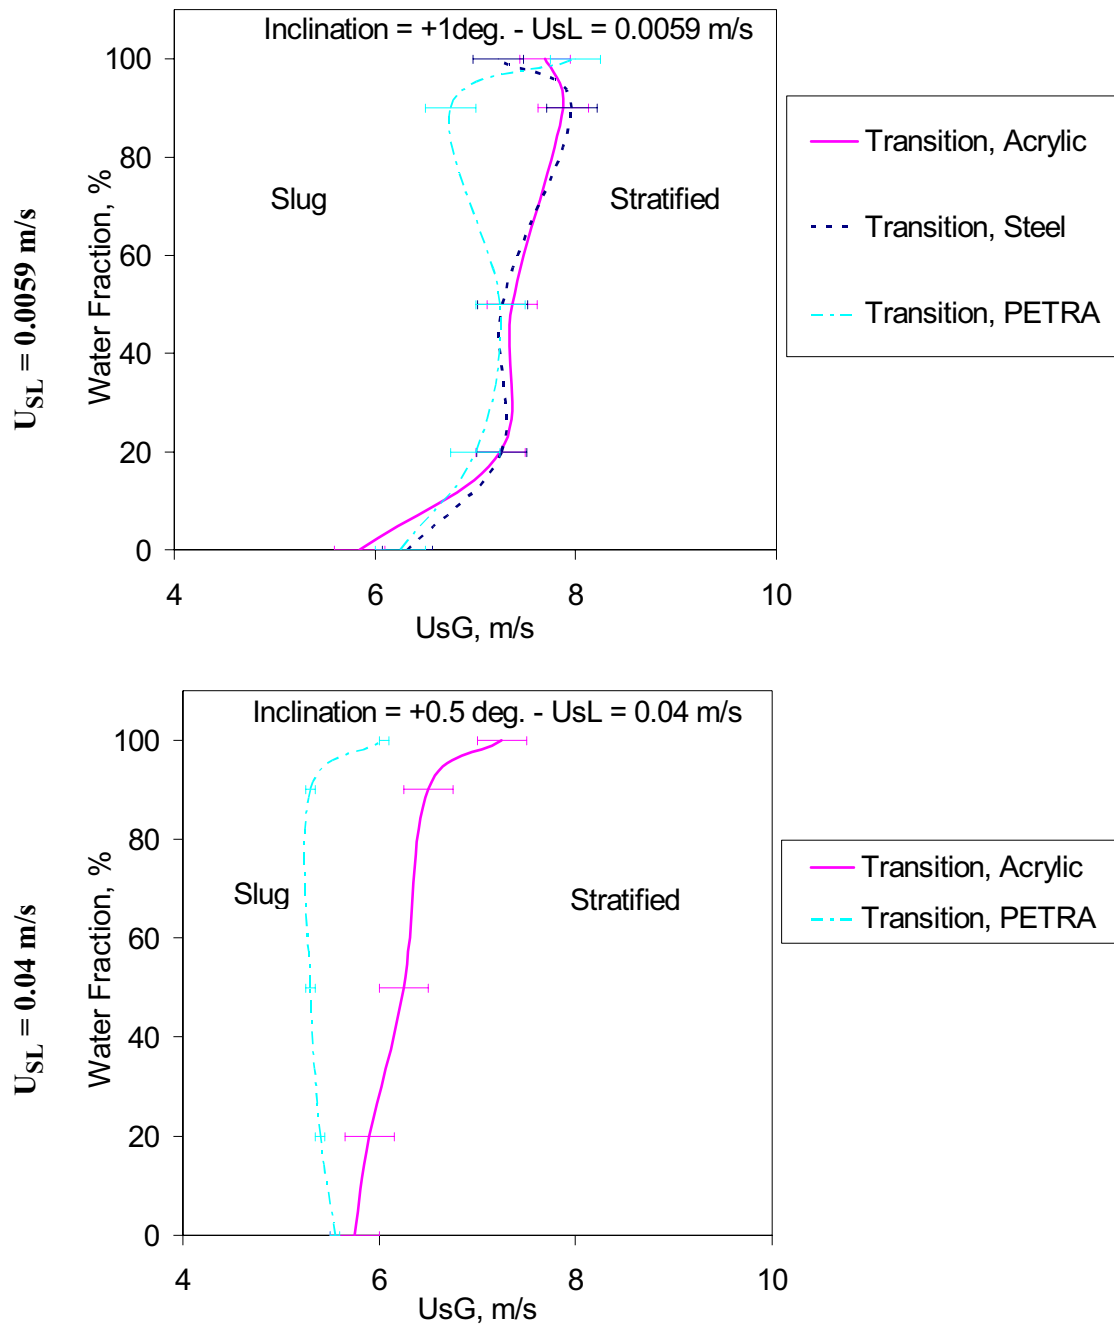 Inclination = +1deg. - UsL = 0.0059 m/s
U_SL = 0.0059 m/s
Water Fraction, %
100
80
60
40
20
0
Slug
Stratified
4 6 8 10
UsG, m/s
Transition, Acrylic
Transition, Steel
Transition, PETRA
Inclination = +0.5 deg. - UsL = 0.04 m/s
U_SL = 0.04 m/s
Water Fraction, %
100
80
60
40
20
0
Slug
Stratified
4 6 8 10
UsG, m/s
Transition, Acrylic
Transition, PETRA